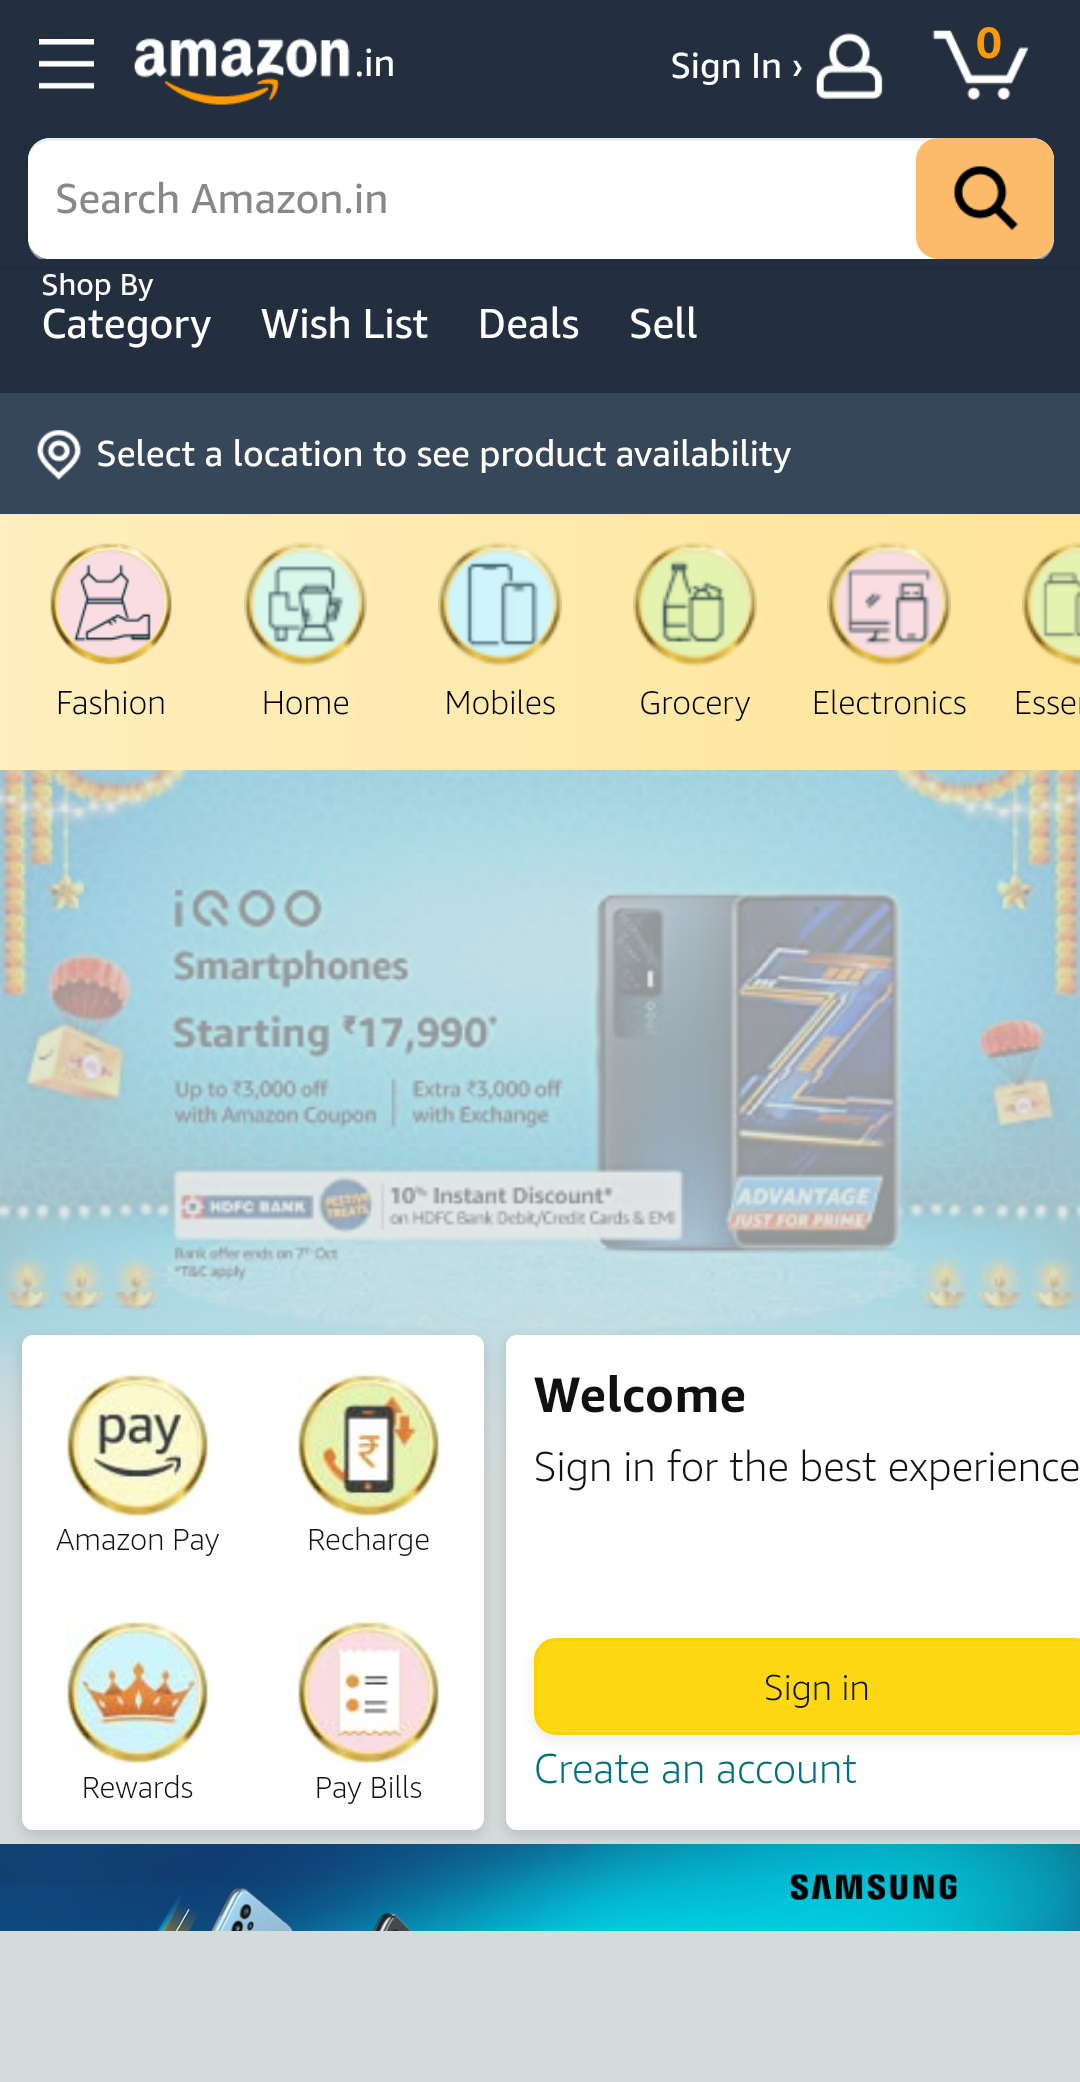 amazon.in
Sign In ›
0
Search Amazon.in
Shop By
Category Wish List Deals Sell
Select a location to see product availability
Fashion Home Mobiles Grocery Electronics Esse
iQOO
Smartphones
Starting ₹17,990*
Up to ₹3,000 off
with Amazon Coupon
Extra ₹3,000 off
with Exchange
HDFC BANK
FESTIVE
TREATS
10% Instant Discount*
on HDFC Bank Debit/Credit Cards & EMI
Bank offer ends on 7th Oct
*T&C apply
ADVANTAGE
JUST FOR PRIME
pay
Amazon Pay
Recharge
Rewards
Pay Bills
Welcome
Sign in for the best experience
Sign in
Create an account
SAMSUNG